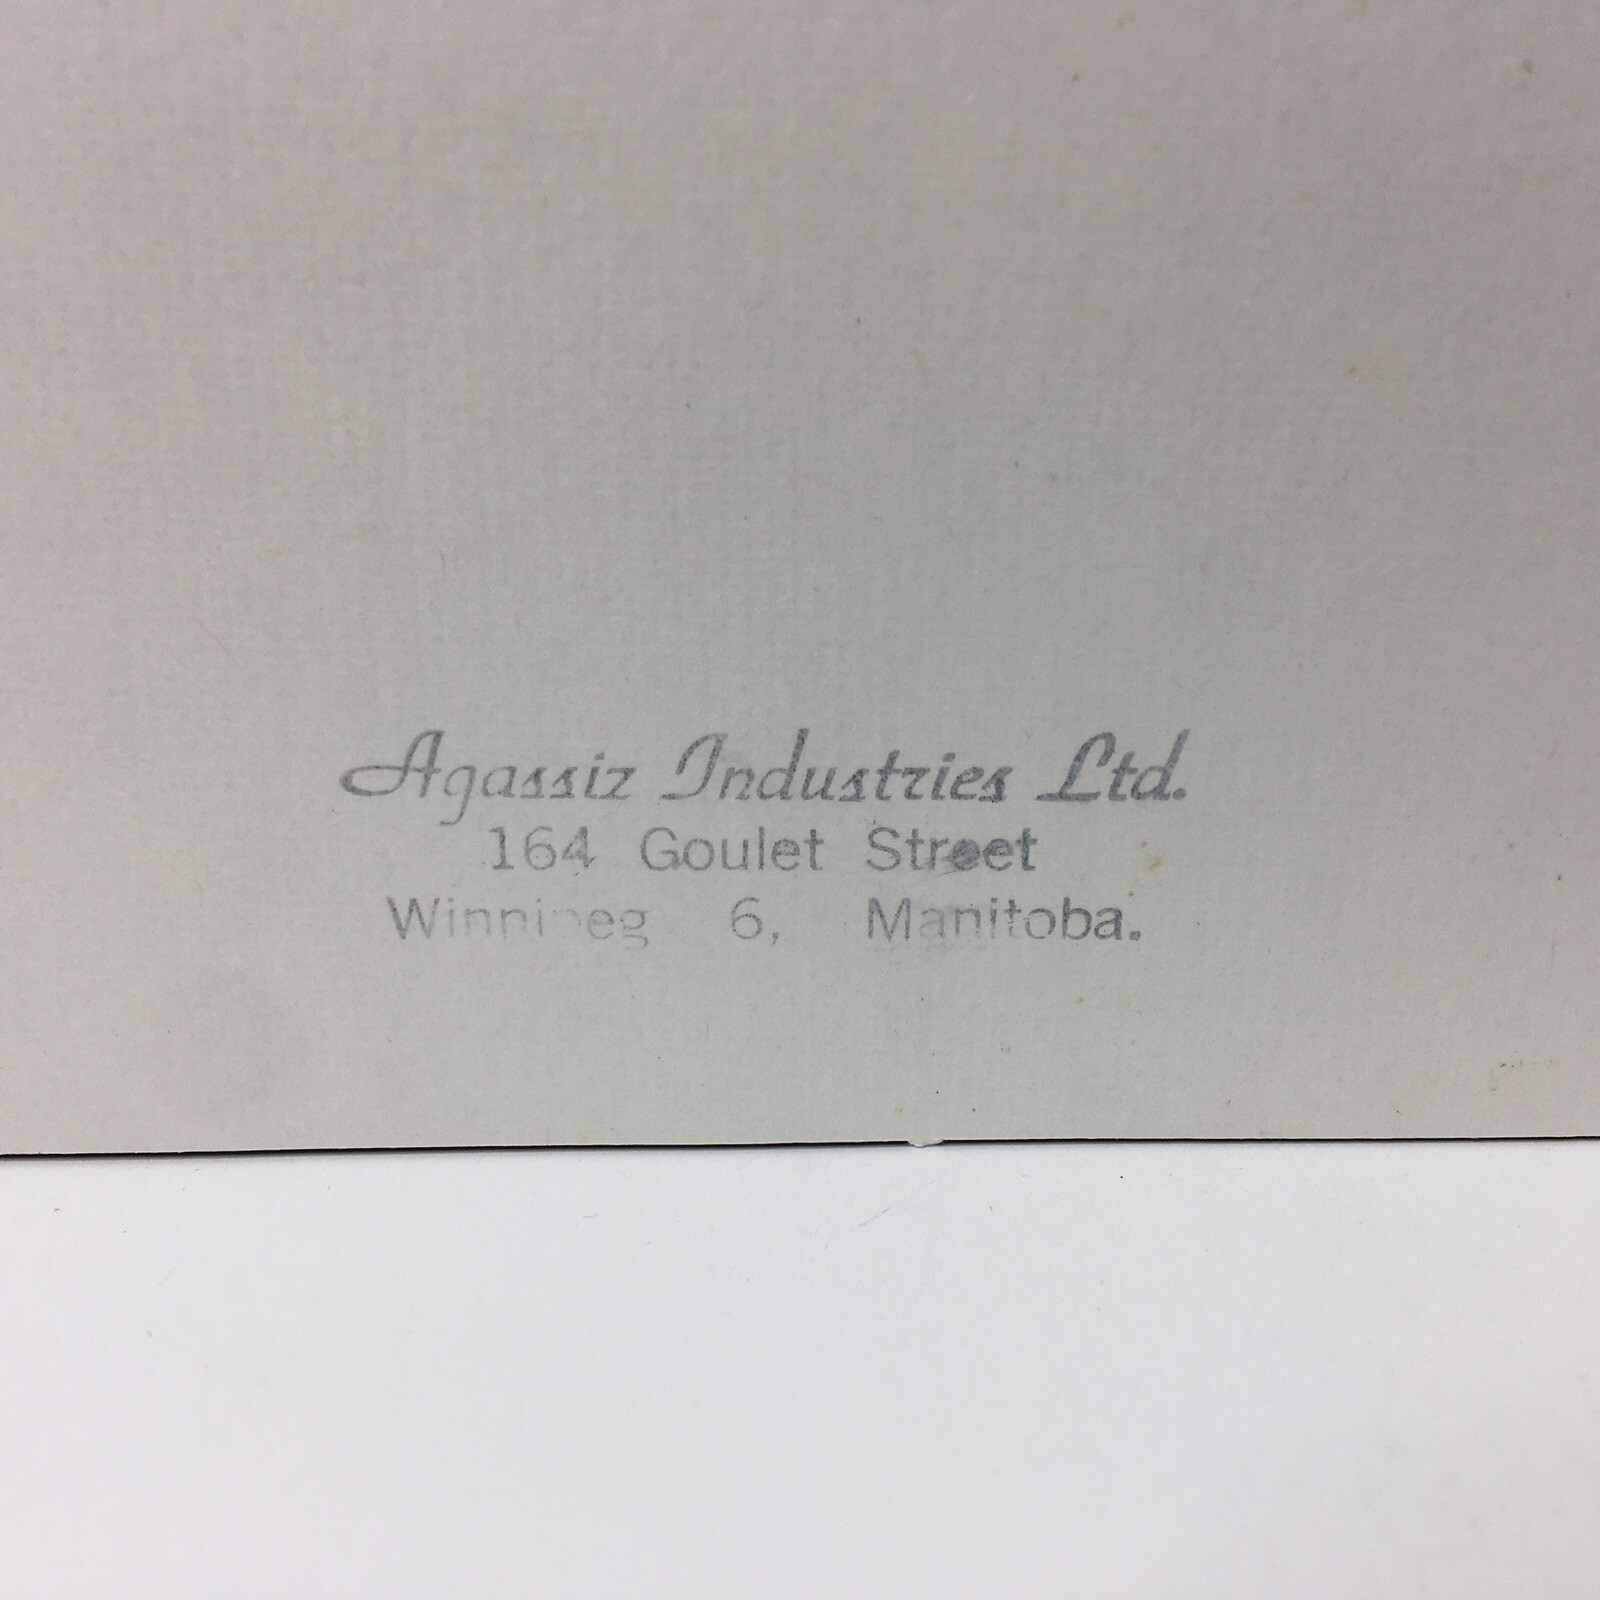 Agassiz Industries Ltd.
164 Goulet Street
Winnipeg 6, Manitoba.